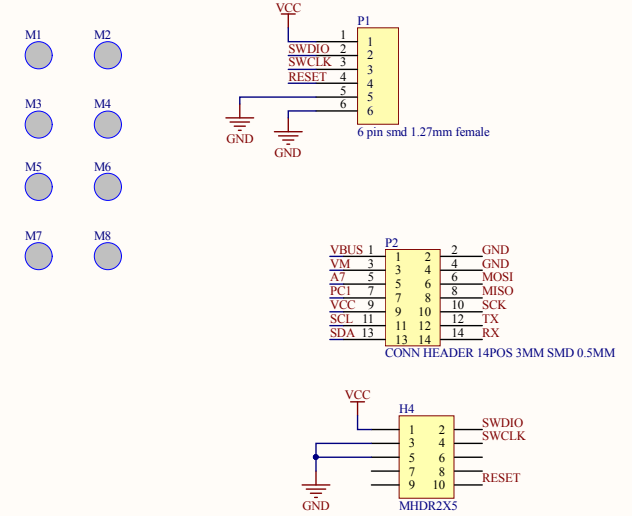 M1 M2
M3 M4
M5 M6
M7 M8
VCC
P1
1 1
SWDIO 2 2
SWCLK 3 3
RESET 4 4
5 5
6 6
GND
GND
6 pin smd 1.27mm female
P2
VBUS 1 1 2 2 GND
VM 3 3 4 4 GND
A7 5 5 6 6 MOSI
PC1 7 7 8 8 MISO
VCC 9 9 10 10 SCK
SCL 11 11 12 12 TX
SDA 13 13 14 14 RX
CONN HEADER 14POS 3MM SMD 0.5MM
VCC
H4
1 2 SWDIO
3 4 SWCLK
5 6
7 8
9 10 RESET
GND
MHDR2X5